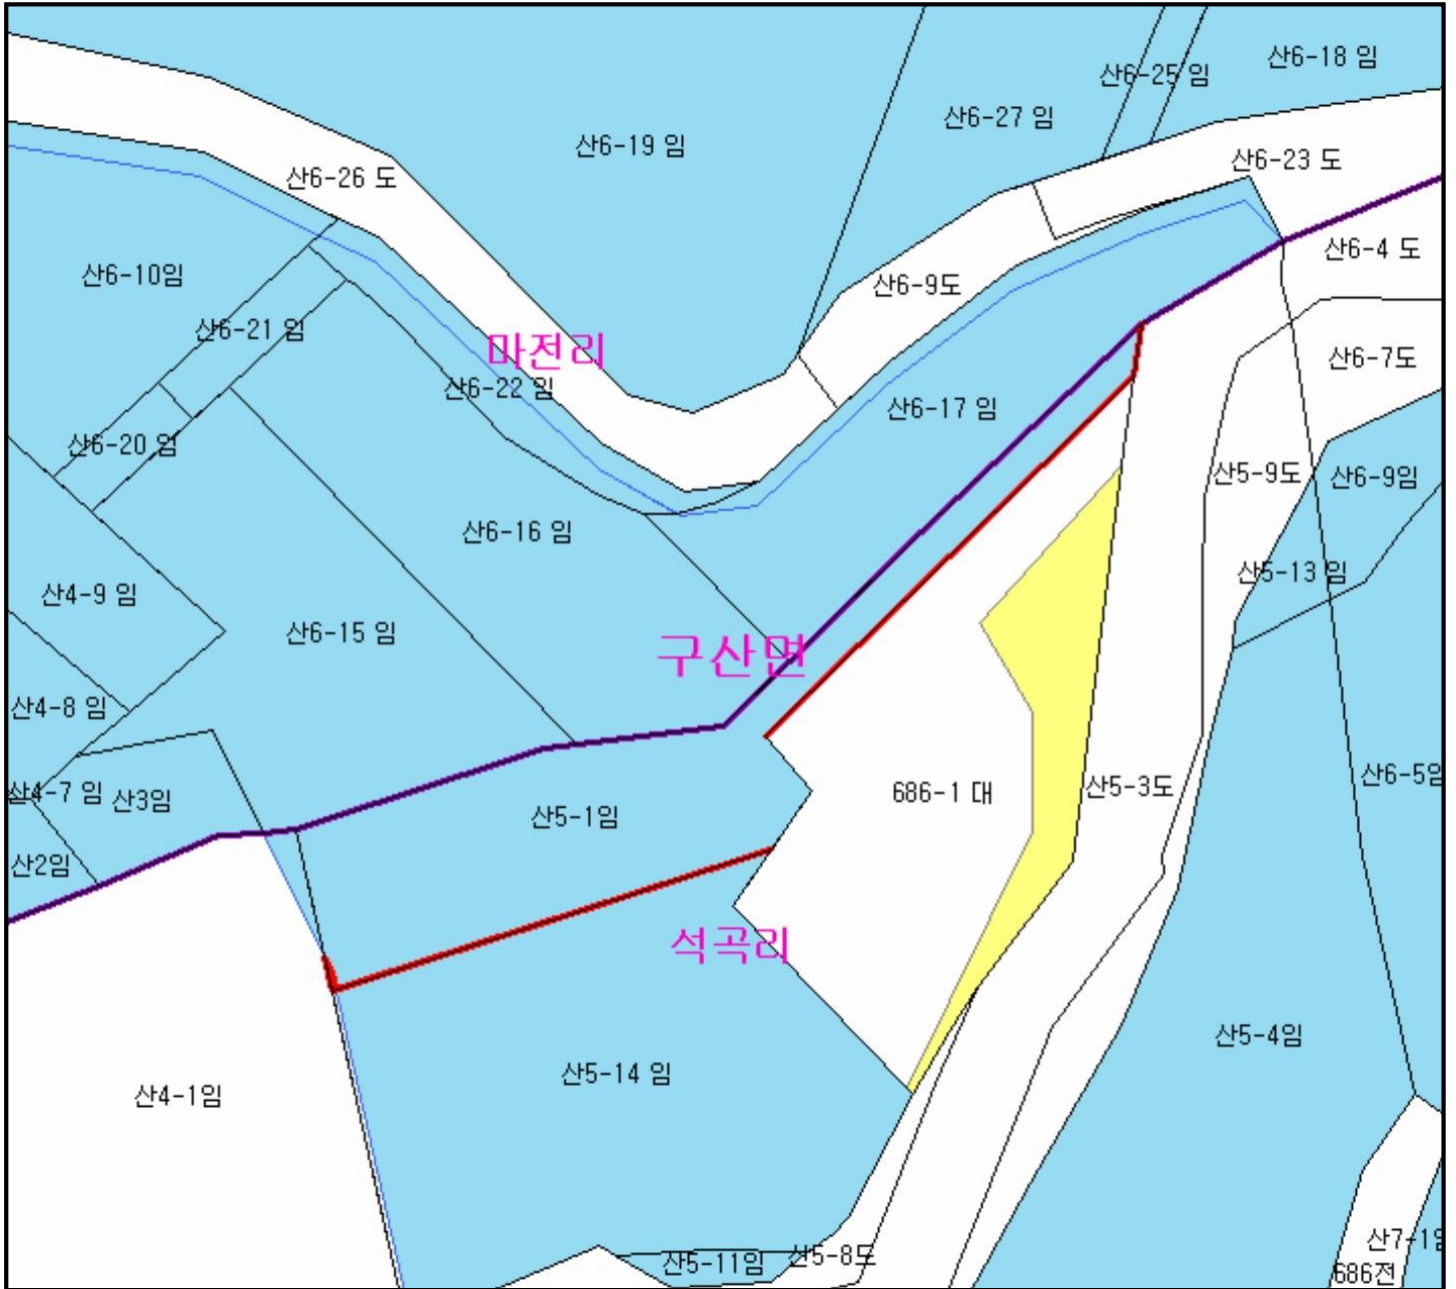 산6-18 임
산6-25 임
산6-27 임
산6-19 임
산6-23 도
산6-26 도
산6-4 도
산6-10임
산6-9도
산6-21 임
마전리
산6-7도
산6-22 임
산6-17 임
산6-20 임
산5-9도
산6-9임
산6-16 임
산5-13 임
산4-9 임
산6-15 임
구산면
산4-8 임
산6-5임
산5-3도
686-1 대
산4-7 임
산3임
산5-1임
산2임
석곡리
산5-4임
산5-14 임
산4-1임
산7-1임
산5-8도
산5-11임
686전